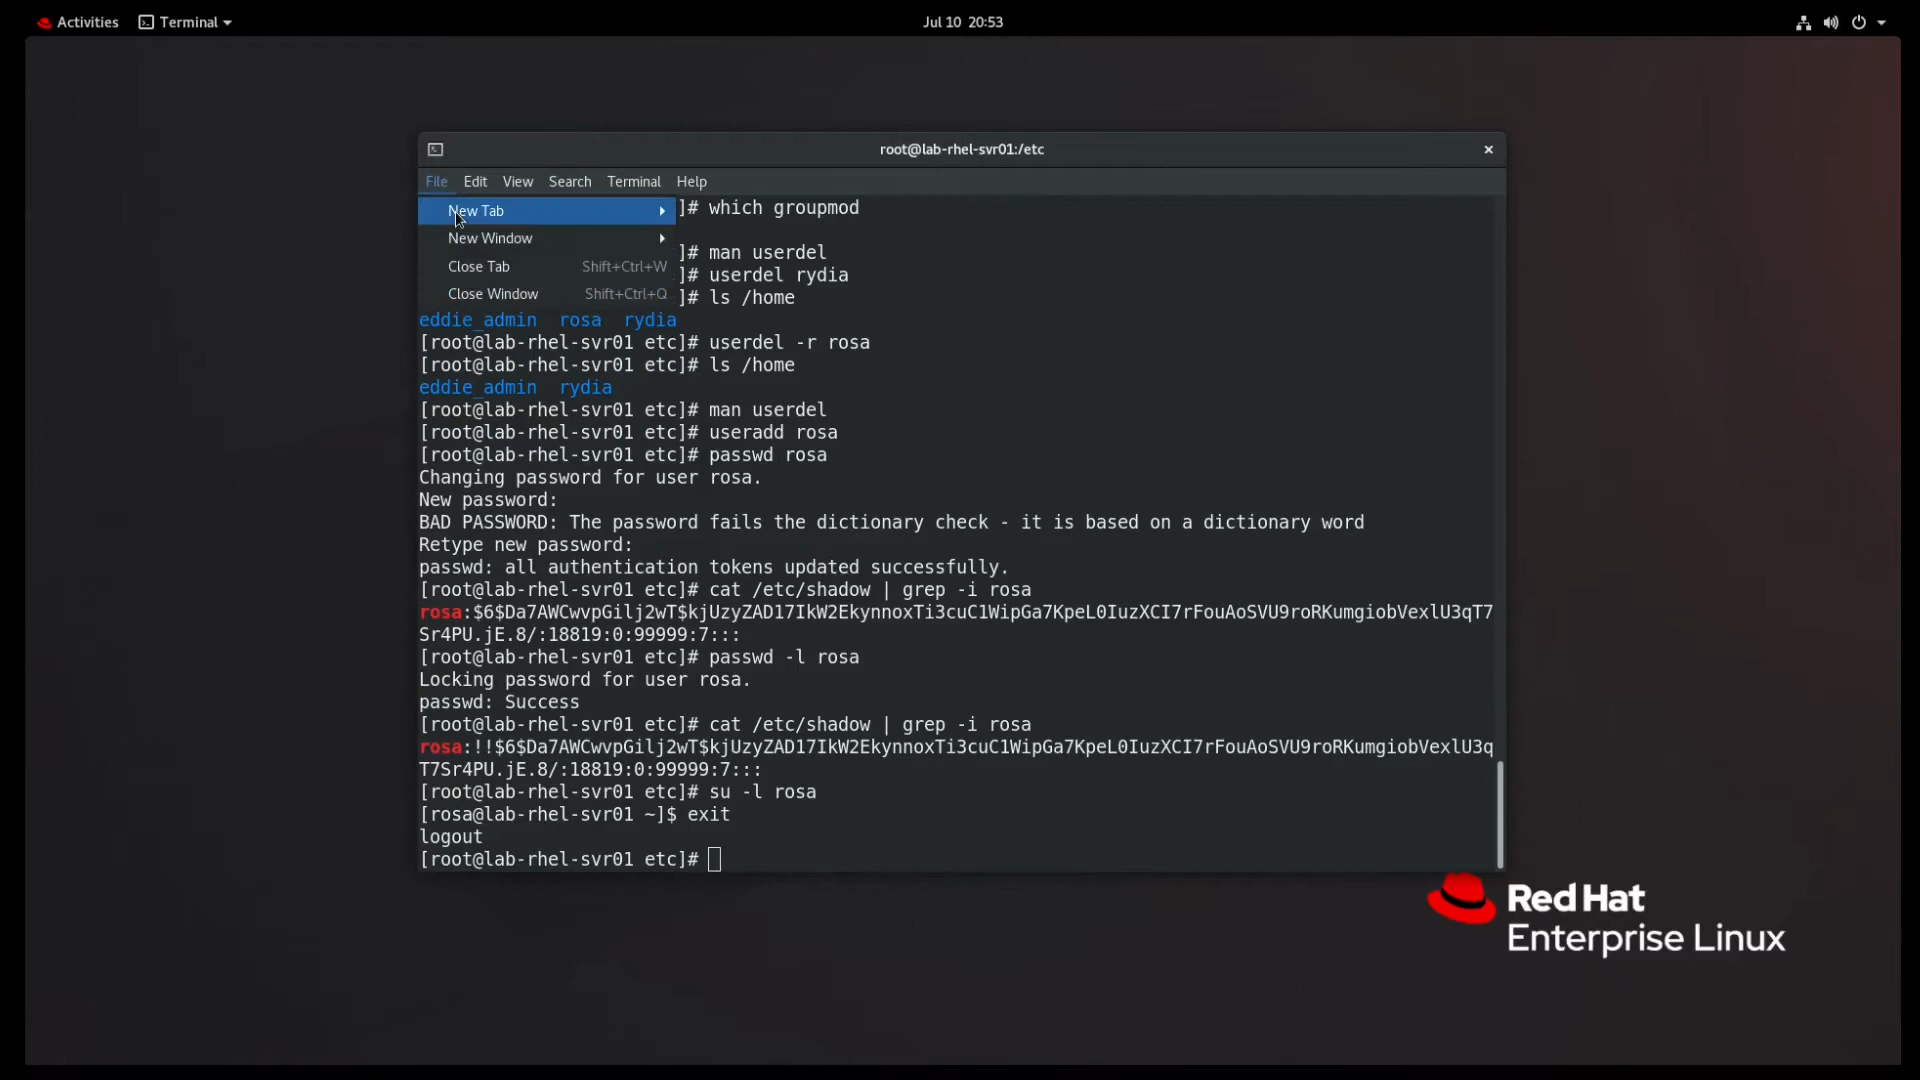 Activities
Terminal
Jul 10 20:53
root@lab-rhel-svr01:/etc
File Edit View Search Terminal Help
New Tab
New Window
Close Tab Shift+Ctrl+W
Close Window Shift+Ctrl+Q
]# which groupmod
]# man userdel
]# userdel rydia
]# ls /home
eddie_admin rosa rydia
[root@lab-rhel-svr01 etc]# userdel -r rosa
[root@lab-rhel-svr01 etc]# ls /home
eddie_admin rydia
[root@lab-rhel-svr01 etc]# man userdel
[root@lab-rhel-svr01 etc]# useradd rosa
[root@lab-rhel-svr01 etc]# passwd rosa
Changing password for user rosa.
New password:
BAD PASSWORD: The password fails the dictionary check - it is based on a dictionary word
Retype new password:
passwd: all authentication tokens updated successfully.
[root@lab-rhel-svr01 etc]# cat /etc/shadow | grep -i rosa
rosa:$6$Da7AWCwvpGilj2wT$kjUzyZAD17IkW2EkynnoxTi3cuC1WipGa7KpeL0IuzXCI7rFouAoSVU9roRKumgiobVexlU3qT7
Sr4PU.jE.8/:18819:0:99999:7:::
[root@lab-rhel-svr01 etc]# passwd -l rosa
Locking password for user rosa.
passwd: Success
[root@lab-rhel-svr01 etc]# cat /etc/shadow | grep -i rosa
rosa:!!$6$Da7AWCwvpGilj2wT$kjUzyZAD17IkW2EkynnoxTi3cuC1WipGa7KpeL0IuzXCI7rFouAoSVU9roRKumgiobVexlU3q
T7Sr4PU.jE.8/:18819:0:99999:7:::
[root@lab-rhel-svr01 etc]# su -l rosa
[rosa@lab-rhel-svr01 ~]$ exit
logout
[root@lab-rhel-svr01 etc]#
Red Hat
Enterprise Linux